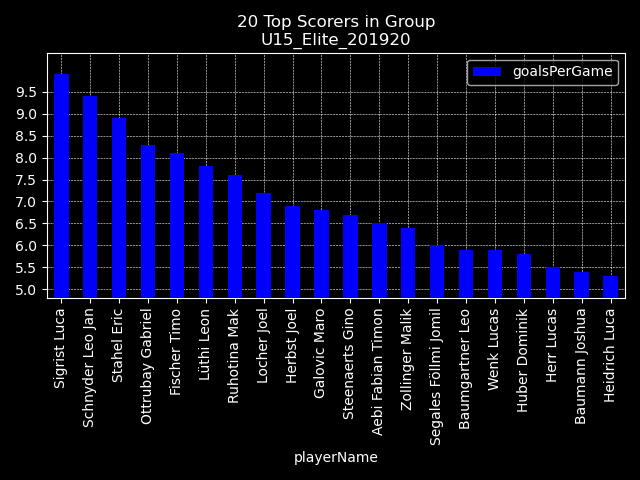 20 Top Scorers in Group
U15_Elite_201920
goalsPerGame
9.5
9.0
8.5
8.0
7.5
7.0
6.5
6.0
5.5
5.0
Sigrist Luca
Schnyder Leo Jan
Stahel Eric
Ottrubay Gabriel
Fischer Timo
Lüthi Leon
Ruhotina Mak
Locher Joel
Herbst Joel
Galovic Maro
Steenaerts Gino
Aebi Fabian Timon
Zollinger Malik
Segales Föllmi Jomil
Baumgartner Leo
Wenk Lucas
Huber Dominik
Herr Lucas
Baumann Joshua
Heidrich Luca
playerName